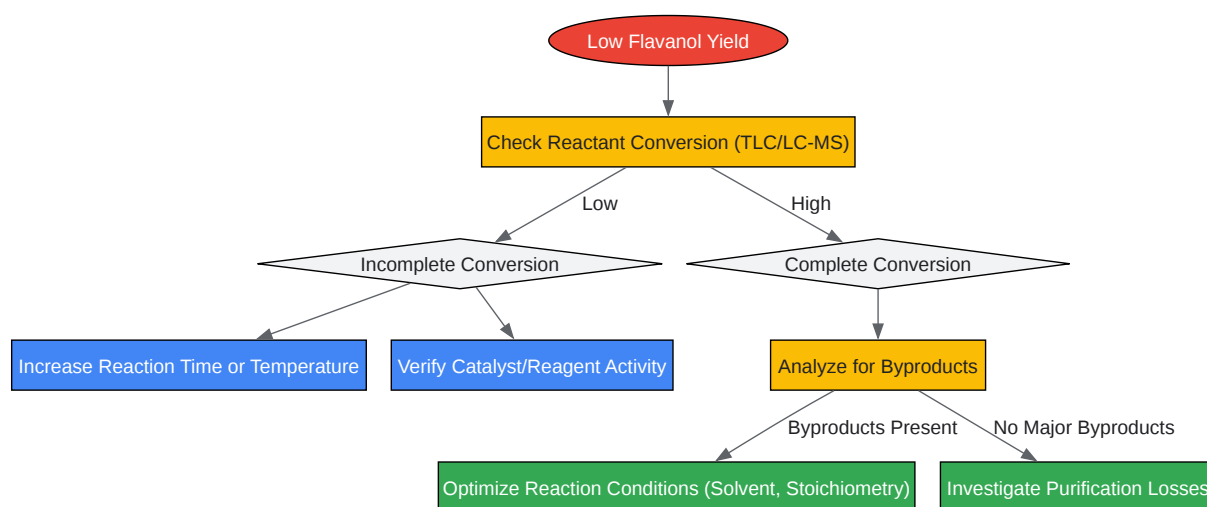 Low Flavanol Yield
Check Reactant Conversion (TLC/LC-MS)
Low
High
Incomplete Conversion
Complete Conversion
Increase Reaction Time or Temperature
Verify Catalyst/Reagent Activity
Analyze for Byproducts
Byproducts Present
No Major Byproducts
Optimize Reaction Conditions (Solvent, Stoichiometry)
Investigate Purification Losses